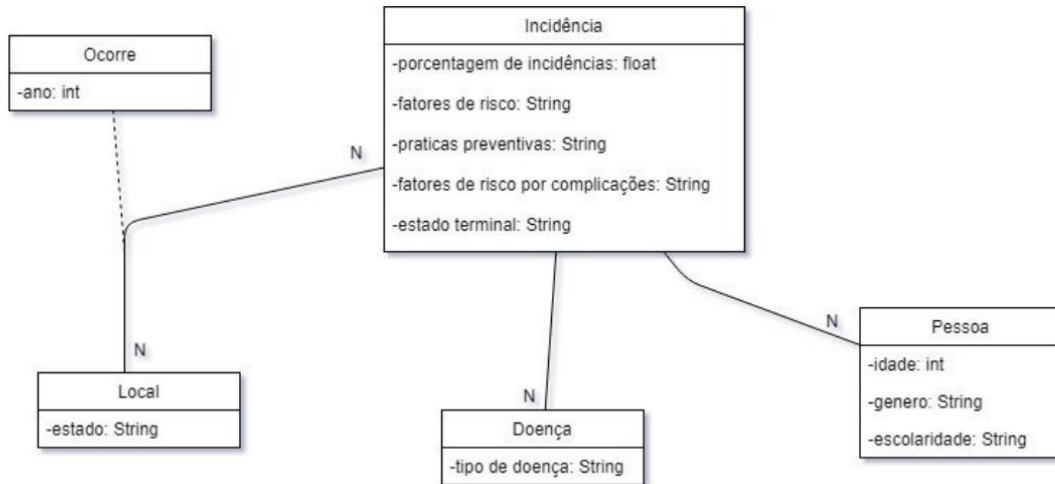 Incidência
-porcentagem de incidências: float
-fatores de risco: String
-praticas preventivas: String
-fatores de risco por complicações: String
-estado terminal: String
Ocorre
-ano: int
N
N
Local
-estado: String
N
Doença
-tipo de doença: String
N
Pessoa
-idade: int
-genero: String
-escolaridade: String